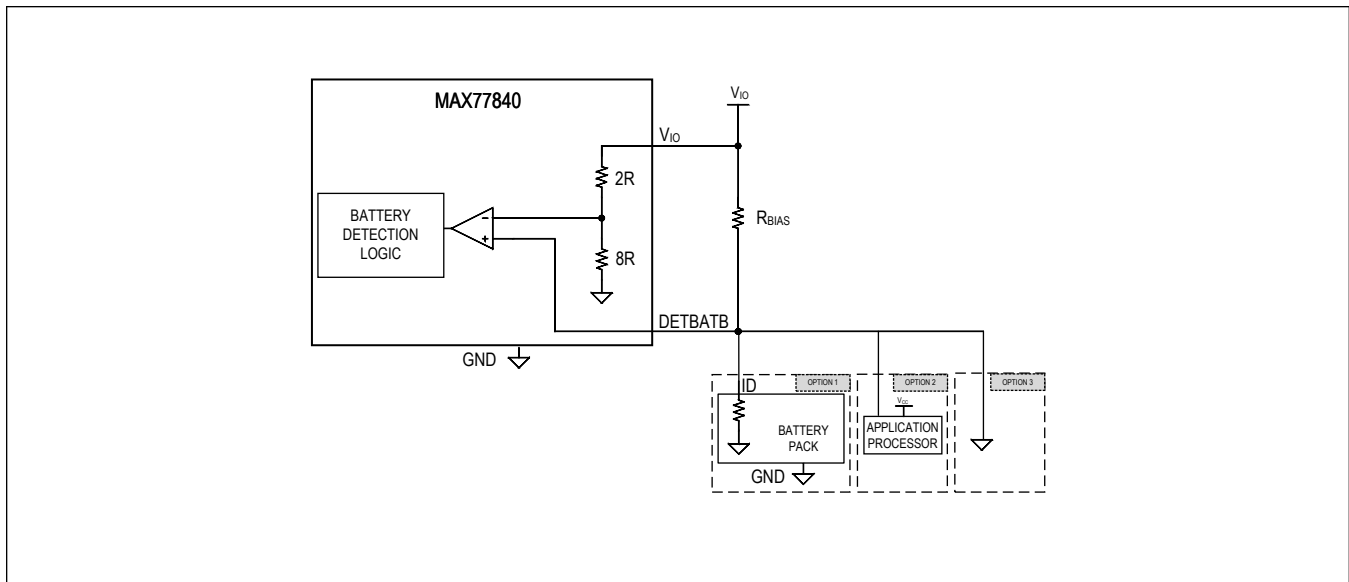 MAX77840
VIO
VIO
2R
BATTERY
DETECTION
LOGIC
−
+
8R
RBIAS
DETBATB
GND
OPTION 1
OPTION 2
OPTION 3
ID
VCC
BATTERY
PACK
APPLICATION
PROCESSOR
GND